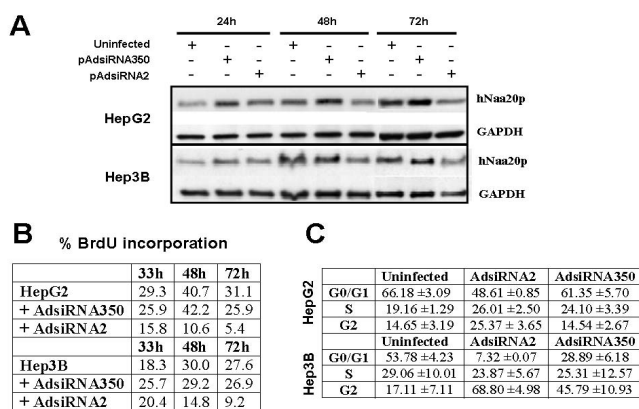 A
24h 48h 72h
Uninfected + − − + − − + − −
pAdsiRNA350 − + − − + − − + −
pAdsiRNA2 − − + − − + − − +
HepG2
hNaa20p
GAPDH
Hep3B
hNaa20p
GAPDH
B
% BrdU incorporation
33h 48h 72h
HepG2 29.3 40.7 31.1
+ AdsiRNA350 25.9 42.2 25.9
+ AdsiRNA2 15.8 10.6 5.4
33h 48h 72h
Hep3B 18.3 30.0 27.6
+ AdsiRNA350 25.7 29.2 26.9
+ AdsiRNA2 20.4 14.8 9.2
C
HepG2
Uninfected AdsiRNA2 AdsiRNA350
G0/G1 66.18 ±3.09 48.61 ±0.85 61.35 ±5.70
S 19.16 ±1.29 26.01 ±2.50 24.10 ±3.39
G2 14.65 ±3.19 25.37 ± 3.65 14.54 ±2.67
Hep3B
Uninfected AdsiRNA2 AdsiRNA350
G0/G1 53.78 ±4.23 7.32 ±0.07 28.89 ±6.18
S 29.06 ±10.01 23.87 ±5.67 25.31 ±12.57
G2 17.11 ±7.11 68.80 ±4.98 45.79 ±10.93